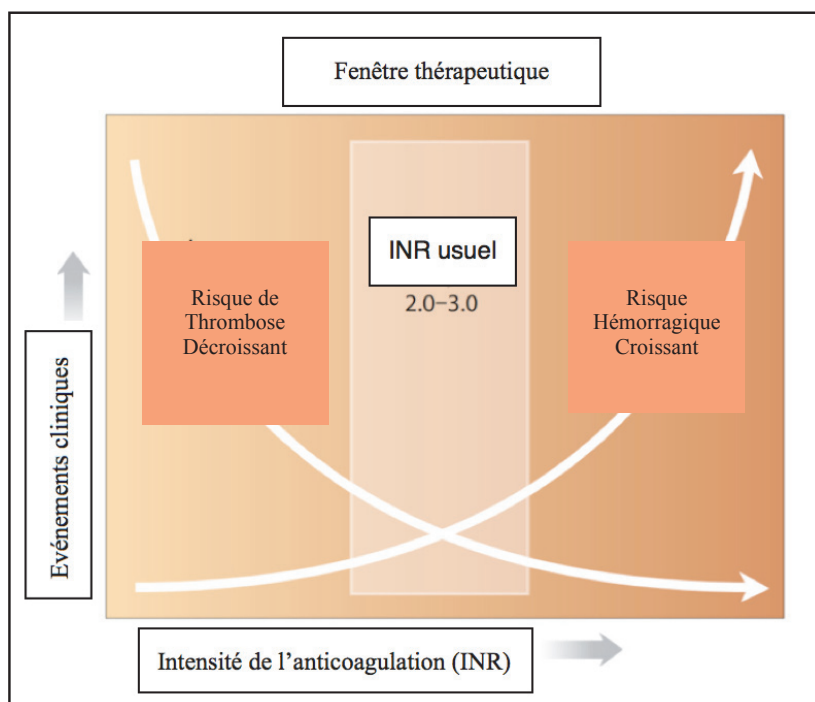 Fenêtre thérapeutique
INR usuel
2.0–3.0
Risque de
Thrombose
Décroissant
Risque
Hémorragique
Croissant
Evénements cliniques
Intensité de l’anticoagulation (INR)